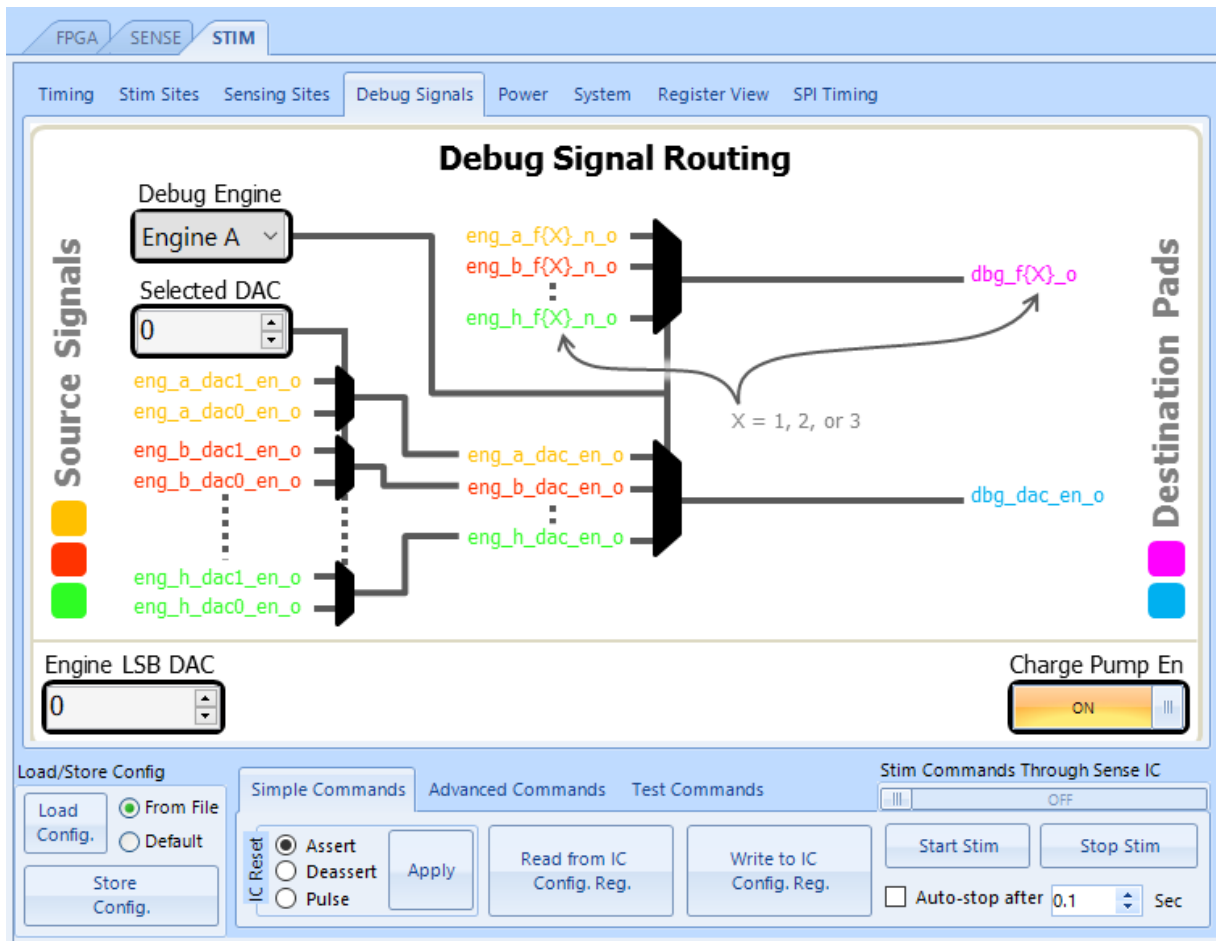 FPGA SENSE STIM
Timing Stim Sites Sensing Sites Debug Signals Power System Register View SPI Timing
Debug Signal Routing
Source Signals
Debug Engine
Engine A
Selected DAC
0
eng_a_dac1_en_o
eng_a_dac0_en_o
eng_b_dac1_en_o
eng_b_dac0_en_o
eng_h_dac1_en_o
eng_h_dac0_en_o
eng_a_f{X}_n_o
eng_b_f{X}_n_o
eng_h_f{X}_n_o
X = 1, 2, or 3
eng_a_dac_en_o
eng_b_dac_en_o
eng_h_dac_en_o
dbg_f{X}_o
dbg_dac_en_o
Destination Pads
Engine LSB DAC
0
Charge Pump En
ON
Load/Store Config
Load
Config.
From File
Default
Store
Config.
Simple Commands Advanced Commands Test Commands
IC Reset
Assert
Deassert
Pulse
Apply
Read from IC
Config. Reg.
Write to IC
Config. Reg.
Stim Commands Through Sense IC
OFF
Start Stim Stop Stim
Auto-stop after 0.1 Sec